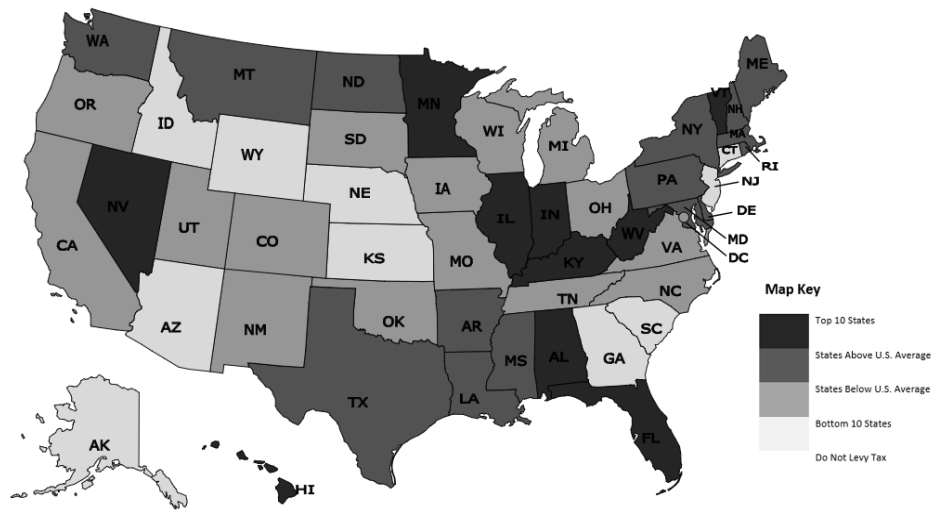 WA
MT
ND
MN
ME
VT
NH
OR
ID
SD
WI
MI
NY
MA
CT
RI
WY
NE
IA
PA
NJ
NV
UT
CO
KS
IL
IN
OH
WV
DE
MD
DC
CA
MO
KY
VA
AZ
NM
OK
AR
TN
NC
SC
MS
AL
GA
TX
LA
FL
AK
HI
Map Key
Top 10 States
States Above U.S. Average
States Below U.S. Average
Bottom 10 States
Do Not Levy Tax